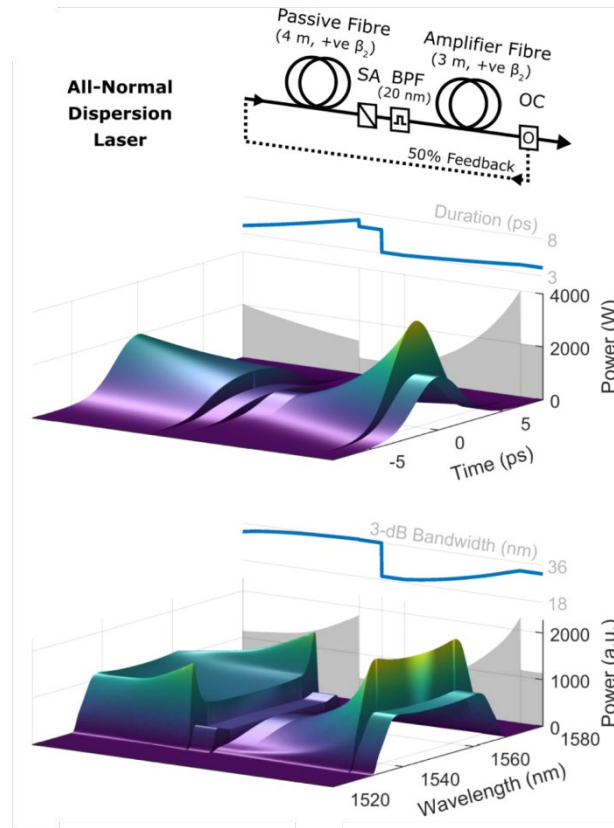 Passive Fibre
(4 m, +ve β₂)
Amplifier Fibre
(3 m, +ve β₂)
SA
BPF
(20 nm)
OC
All-Normal
Dispersion
Laser
O
50% Feedback
Duration (ps)
8
3
4000
2000
0
Power (W)
5
0
-5
Time (ps)
3-dB Bandwidth (nm)
36
18
2000
1000
0
Power (a.u.)
1580
1560
1540
1520
Wavelength (nm)